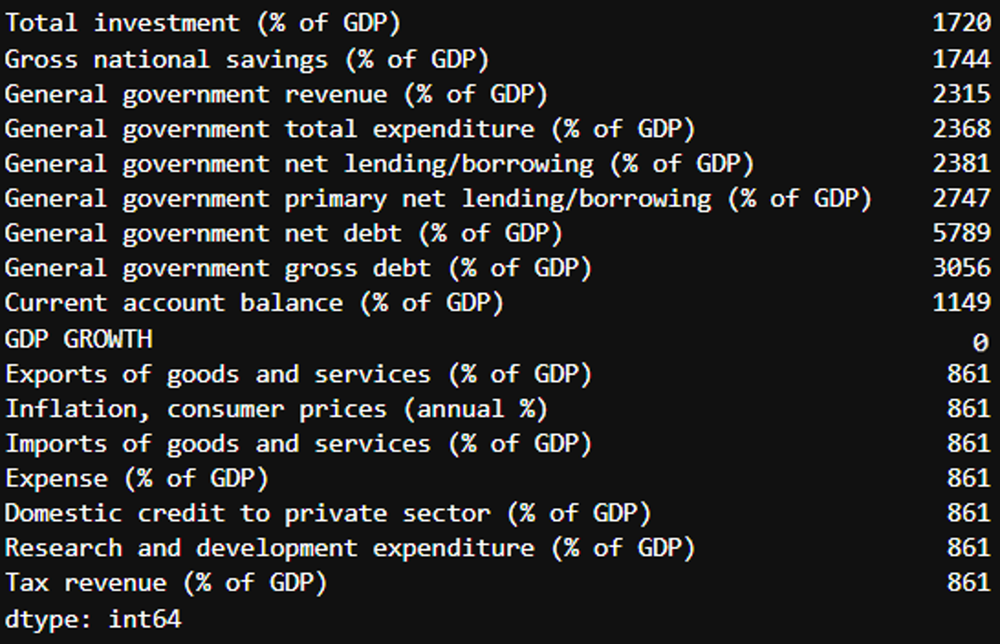 Total investment (% of GDP) 1720
Gross national savings (% of GDP) 1744
General government revenue (% of GDP) 2315
General government total expenditure (% of GDP) 2368
General government net lending/borrowing (% of GDP) 2381
General government primary net lending/borrowing (% of GDP) 2747
General government net debt (% of GDP) 5789
General government gross debt (% of GDP) 3056
Current account balance (% of GDP) 1149
GDP GROWTH 0
Exports of goods and services (% of GDP) 861
Inflation, consumer prices (annual %) 861
Imports of goods and services (% of GDP) 861
Expense (% of GDP) 861
Domestic credit to private sector (% of GDP) 861
Research and development expenditure (% of GDP) 861
Tax revenue (% of GDP) 861
dtype: int64